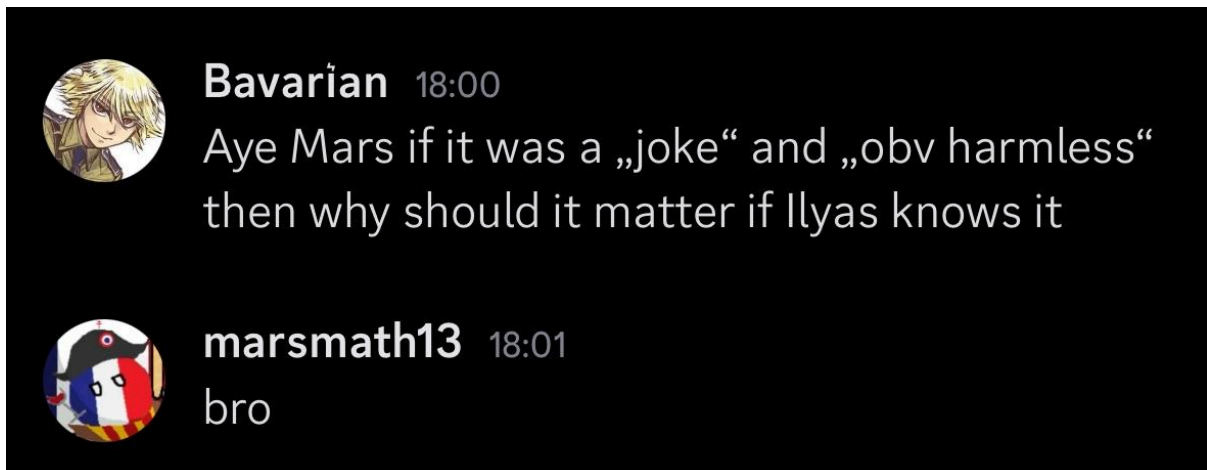 Bavarian 18:00
Aye Mars if it was a „joke“ and „obv harmless“
then why should it matter if Ilyas knows it
marsmath13 18:01
bro